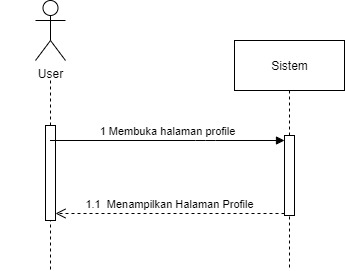 User
Sistem
1 Membuka halaman profile
1.1 Menampilkan Halaman Profile